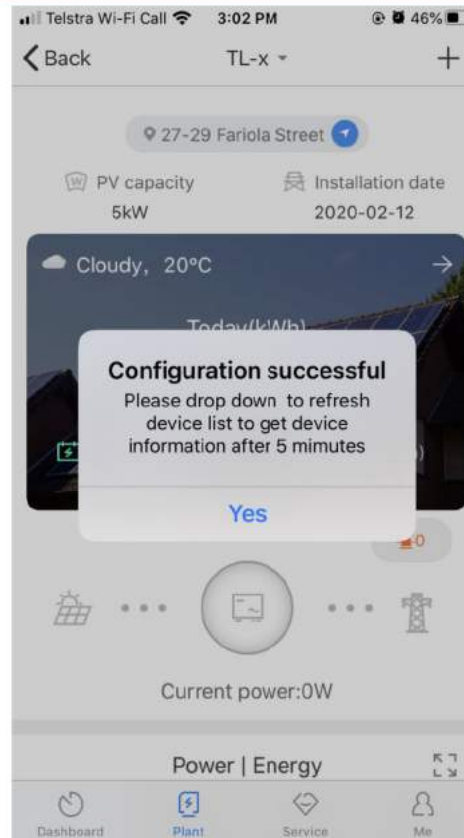 Telstra Wi-Fi Call 3:02 PM 46%
Back TL-x +
27-29 Fariola Street
PV capacity Installation date
5kW 2020-02-12
Cloudy, 20°C
Today(kWh)
Configuration successful
Please drop down to refresh
device list to get device
information after 5 mimutes
Yes
0
Current power:0W
Power | Energy
Dashboard Plant Service Me